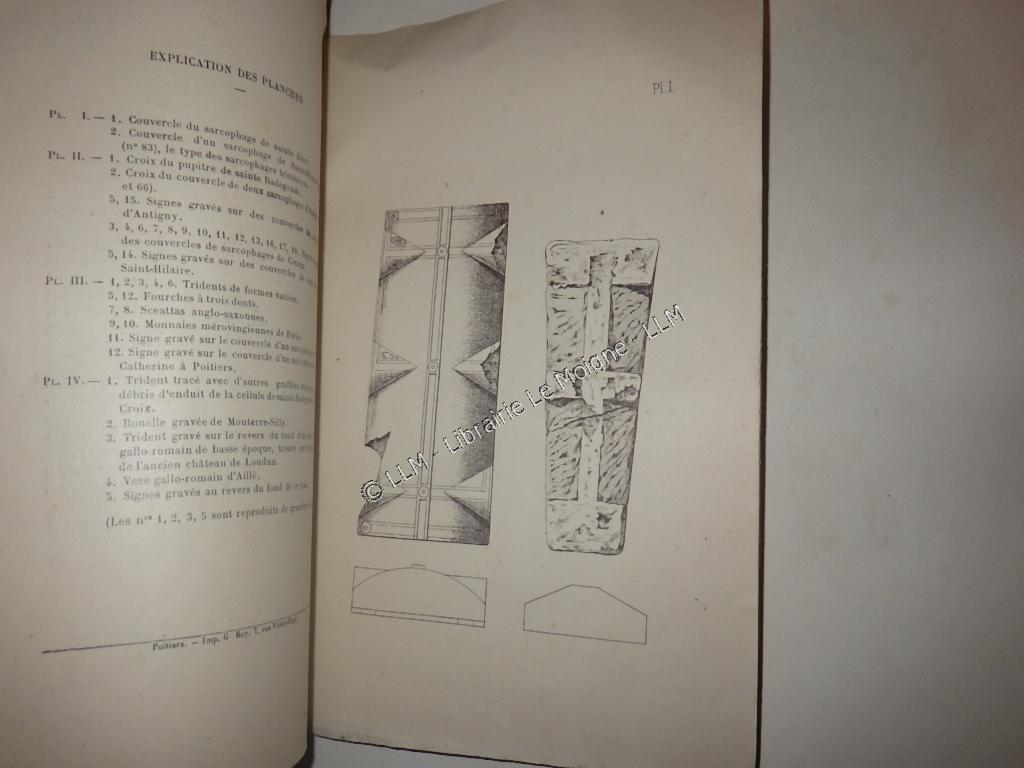 EXPLICATION DES PLANCHES
PL. I. — 1. Couvercle du sarcophage de sainte
2. Couvercle d'un sarcophage de
(nº 83), le type des sarcophages
PL. II. — 1. Croix du pupitre de sainte Radegonde.
2. Croix du couvercle de deux sarcophages
et 66).
5, 15. Signes gravés sur des couvercles de
d'Antigny.
3, 4, 6, 7, 8, 9, 10, 11, 12, 13, 16, 17, 18.
des couvercles de sarcophages de
5, 14. Signes gravés sur des couvercles de
Saint-Hilaire.
PL. III. — 1, 2, 3, 4, 6. Tridents de formes variées.
5, 12. Fourches à trois dents.
7, 8. Sceattas anglo-saxonnes.
9, 10. Monnaies mérovingiennes de Paris.
11. Signe gravé sur le couvercle d'un
12. Signe gravé sur le couvercle d'un
Catherine à Poitiers.
PL. IV. — 1. Trident tracé avec d'autres graffites
débris d'enduit de la cellule de sainte
Croix.
2. Rouelle gravée de Mouterre-Silly.
3. Trident gravé sur le revers du fond d'un
gallo-romain de basse époque, trouvé
de l'ancien château de Loudun.
4. Vase gallo-romain d'Aillé.
5. Signes gravés au revers du fond de ce vase
(Les nos 1, 2, 3, 5 sont reproduits de
Poitiers. — Imp. G. Roy, 7, rue
Pl. I.
© LLM - Librairie Le Moigne - LLM